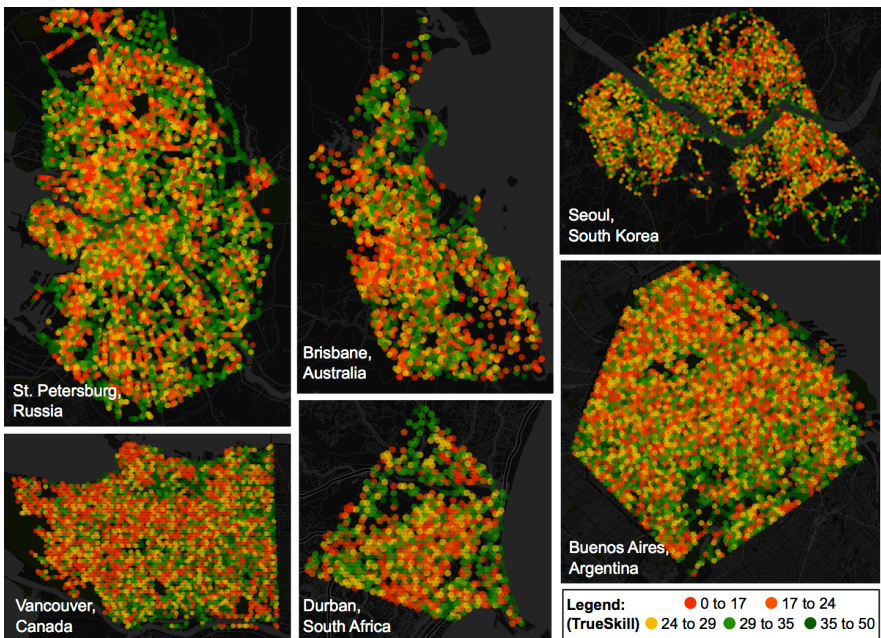 St. Petersburg,
Russia
Brisbane,
Australia
Seoul,
South Korea
Vancouver,
Canada
Durban,
South Africa
Buenos Aires,
Argentina
Legend: 0 to 17 17 to 24
(TrueSkill) 24 to 29 29 to 35 35 to 50